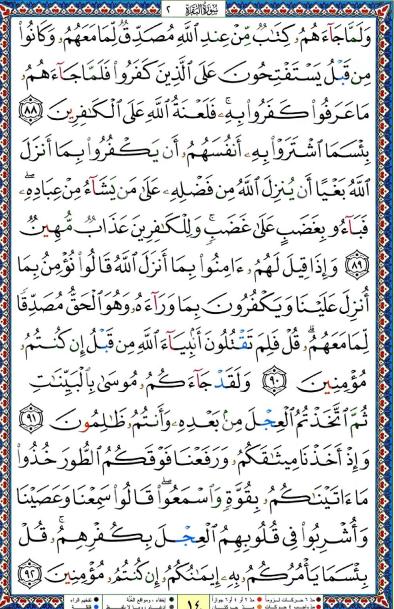 سُورَةُ البَقَرَةِ ٢
وَلَمَّا جَآءَهُمُۥ كِتَٰبٌ مِّنْ عِندِ ٱللَّهِ مُصَدِّقٌ لِّمَا مَعَهُمُۥ وَكَانُوا۟
مِن قَبْلُ يَسْتَفْتِحُونَ عَلَى ٱلَّذِينَ كَفَرُوا۟ فَلَمَّا جَآءَهُمُۥ
مَا عَرَفُوا۟ كَفَرُوا۟ بِهِۦۚ فَلَعْنَةُ ٱللَّهِ عَلَى ٱلْكَٰفِرِينَ ٨٨
بِئْسَمَا ٱشْتَرَوْا۟ بِهِۦٓ أَنفُسَهُمُۥٓ أَن يَكْفُرُوا۟ بِمَآ أَنزَلَ
ٱللَّهُ بَغْيًا أَن يُنزِلَ ٱللَّهُ مِن فَضْلِهِۦ عَلَىٰ مَن يَشَآءُ مِنْ عِبَادِهِۦۖ
فَبَآءُو بِغَضَبٍ عَلَىٰ غَضَبٍۚ وَلِلْكَٰفِرِينَ عَذَابٌ مُّهِينٌ
٨٩ وَإِذَا قِيلَ لَهُمُۥٓ ءَامِنُوا۟ بِمَآ أَنزَلَ ٱللَّهُ قَالُوا۟ نُؤْمِنُ بِمَآ
أُنزِلَ عَلَيْنَا وَيَكْفُرُونَ بِمَا وَرَآءَهُۥ وَهْوَ ٱلْحَقُّ مُصَدِّقًا
لِّمَا مَعَهُمُۥۗ قُلْ فَلِمَ تَقْتُلُونَ أَنۢبِيَآءَ ٱللَّهِ مِن قَبْلُ إِن كُنتُمُۥ
مُؤْمِنِينَ ٩٠ وَلَقَدْ جَآءَكُمُۥ مُوسَىٰ بِٱلْبَيِّنَٰتِ
ثُمَّ ٱتَّخَذتُّمُ ٱلْعِجْلَ مِنۢ بَعْدِهِۦ وَأَنتُمُۥ ظَٰلِمُونَ ٩١
وَإِذْ أَخَذْنَا مِيثَٰقَكُمُۥ وَرَفَعْنَا فَوْقَكُمُ ٱلطُّورَ خُذُوا۟
مَآ ءَاتَيْنَٰكُمُۥ بِقُوَّةٍ وَٱسْمَعُوا۟ۖ قَالُوا۟ سَمِعْنَا وَعَصَيْنَا
وَأُشْرِبُوا۟ فِى قُلُوبِهِمُ ٱلْعِجْلَ بِكُفْرِهِمُۥۚ قُلْ
بِئْسَمَا يَأْمُرُكُمُۥ بِهِۦٓ إِيمَٰنُكُمُۥٓ إِن كُنتُمُۥ مُؤْمِنِينَ ٩٢
١٤